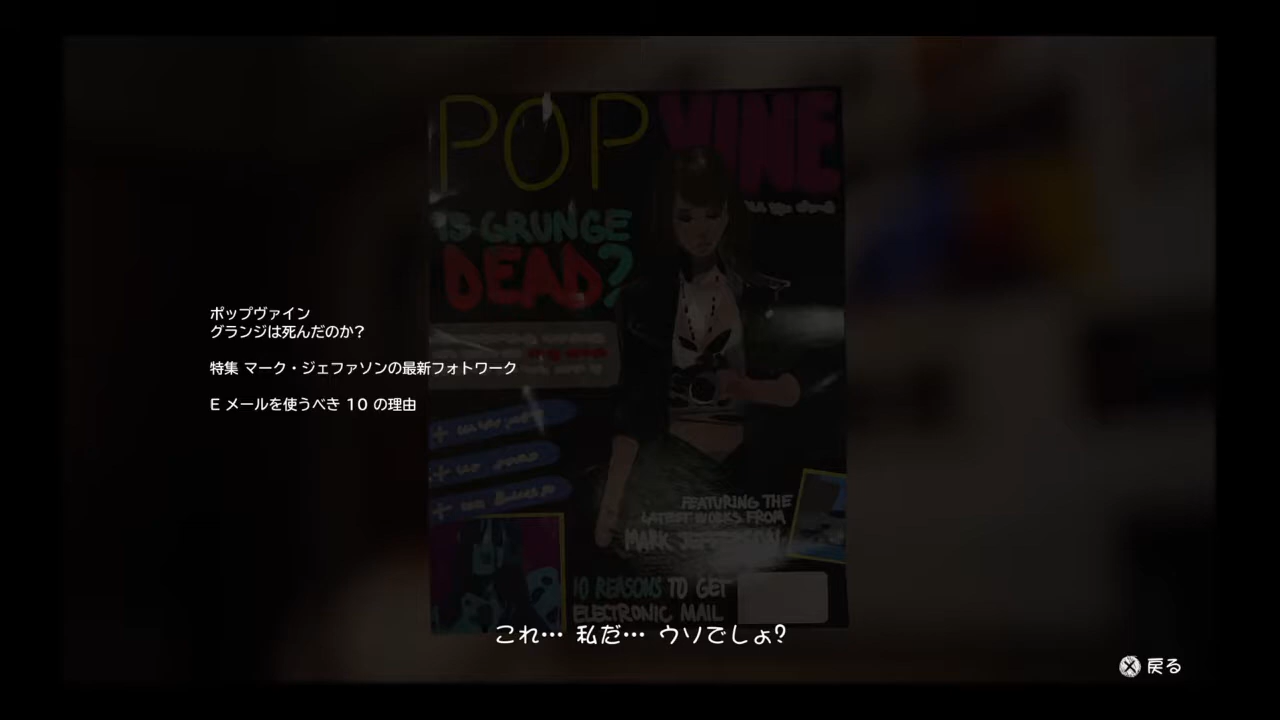 POP VINE
IS GRUNGE
DEAD?
ポップヴァイン
グランジは死んだのか?
特集 マーク・ジェファソンの最新フォトワーク
E メールを使うべき 10 の理由
FEATURING THE
LATEST WORKS FROM
MARK JEFFERSON
10 REASONS TO GET
ELECTRONIC MAIL
これ… 私だ… ウソでしょ?
戻る